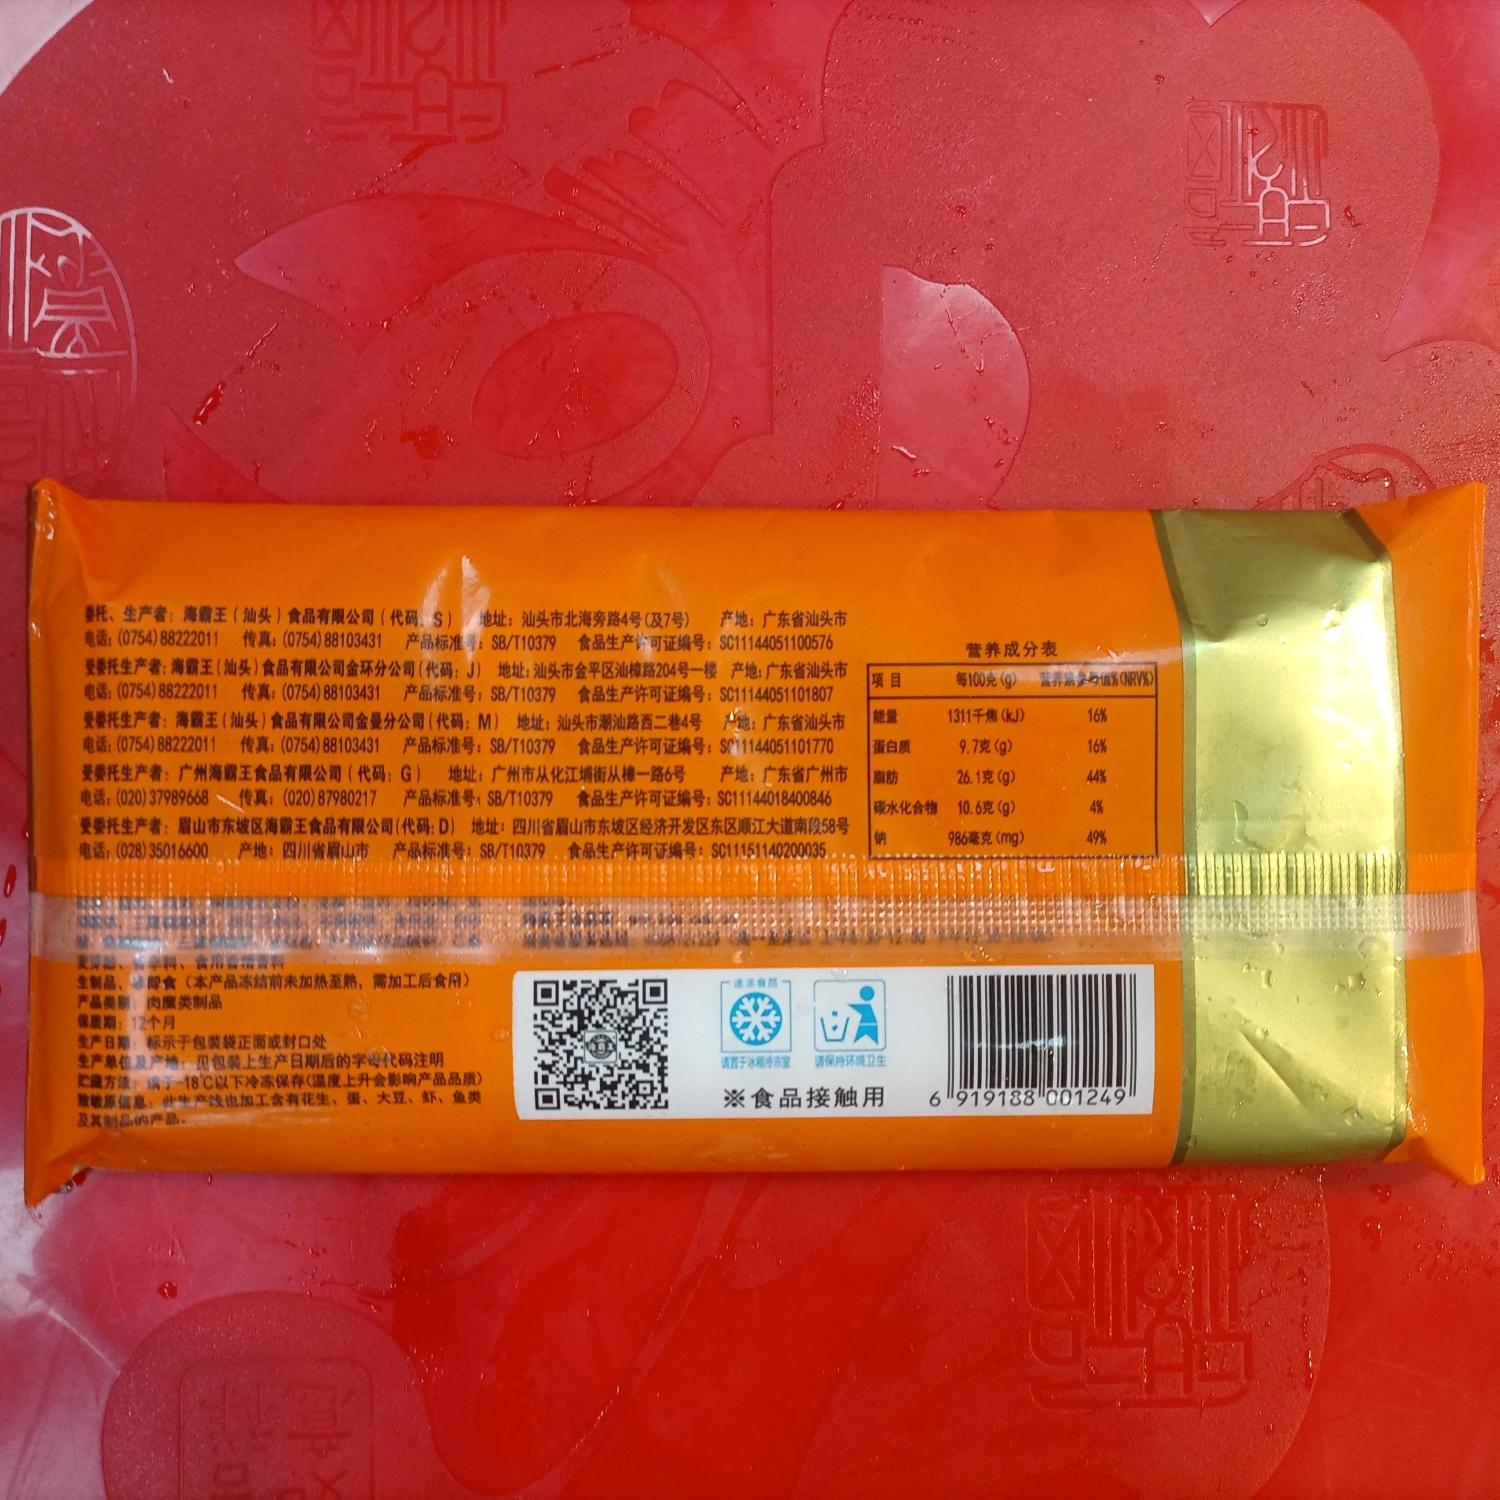 委托、生产者：海霸王（汕头）食品有限公司（代码：S） 地址：汕头市北海旁路4号(及7号) 产地：广东省汕头市
电话：(0754)88222011 传真：(0754)88103431 产品标准号：SB/T10379 食品生产许可证编号：SC11144051100576
受委托生产者：海霸王（汕头）食品有限公司金环分公司（代码：J） 地址：汕头市金平区汕樟路204号一楼 产地：广东省汕头市
电话：(0754)88222011 传真：(0754)88103431 产品标准号：SB/T10379 食品生产许可证编号：SC11144051101807
受委托生产者：海霸王（汕头）食品有限公司金曼分公司（代码：M） 地址：汕头市潮汕路西二巷4号 产地：广东省汕头市
电话：(0754)88222011 传真：(0754)88103431 产品标准号：SB/T10379 食品生产许可证编号：SC11144051101770
受委托生产者：广州海霸王食品有限公司（代码：G） 地址：广州市从化江埔街从樟一路6号 产地：广东省广州市
电话：(020)37989668 传真：(020)87980217 产品标准号：SB/T10379 食品生产许可证编号：SC11144018400846
受委托生产者：眉山市东坡区海霸王食品有限公司(代码：D) 地址：四川省眉山市东坡区经济开发区东区顺江大道南段58号
电话：(028)35016600 产地：四川省眉山市 产品标准号：SB/T10379 食品生产许可证编号：SC11151140200035
营养成分表
项目 每100克(g) 营养素参考值%(NRV%)
能量 1311千焦(kJ) 16%
蛋白质 9.7克(g) 16%
脂肪 26.1克(g) 44%
碳水化合物 10.6克(g) 4%
钠 986毫克(mg) 49%
麦芽酚、香辛料、食用香精香料
生制品、非即食（本产品冻结前未加热至熟，需加工后食用）
产品类别：肉糜类制品
保质期：12个月
生产日期：标示于包装袋正面或封口处
生产单位及产地：见包装上生产日期后的字母代码注明
贮藏方法：请于-18℃以下冷冻保存(温度上升会影响产品品质)
致敏原信息：此生产线也加工含有花生、蛋、大豆、虾、鱼类
及其制品的产品。
速冻食品
请置于冰箱冷冻室
请保持环境卫生
※食品接触用
6 919188 001249